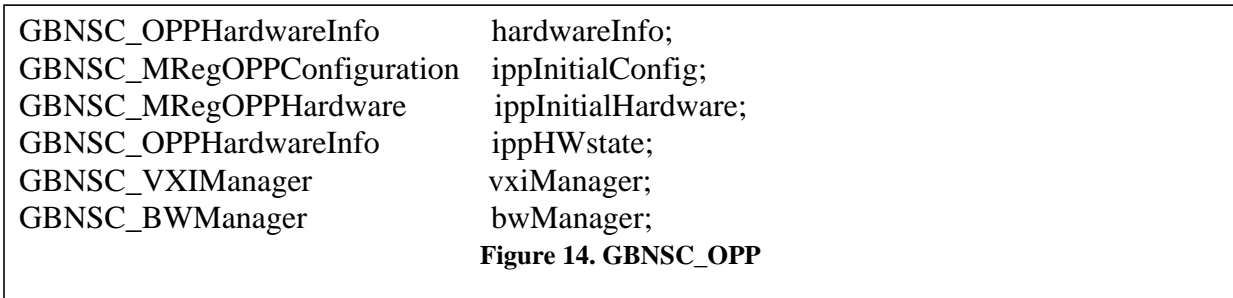 GBNSC_OPPHardwareInfo hardwareInfo;
GBNSC_MRegOPPConfiguration ippInitialConfig;
GBNSC_MRegOPPHardware ippInitialHardware;
GBNSC_OPPHardwareInfo ippHWstate;
GBNSC_VXIManager vxiManager;
GBNSC_BWManager bwManager;
Figure 14. GBNSC_OPP